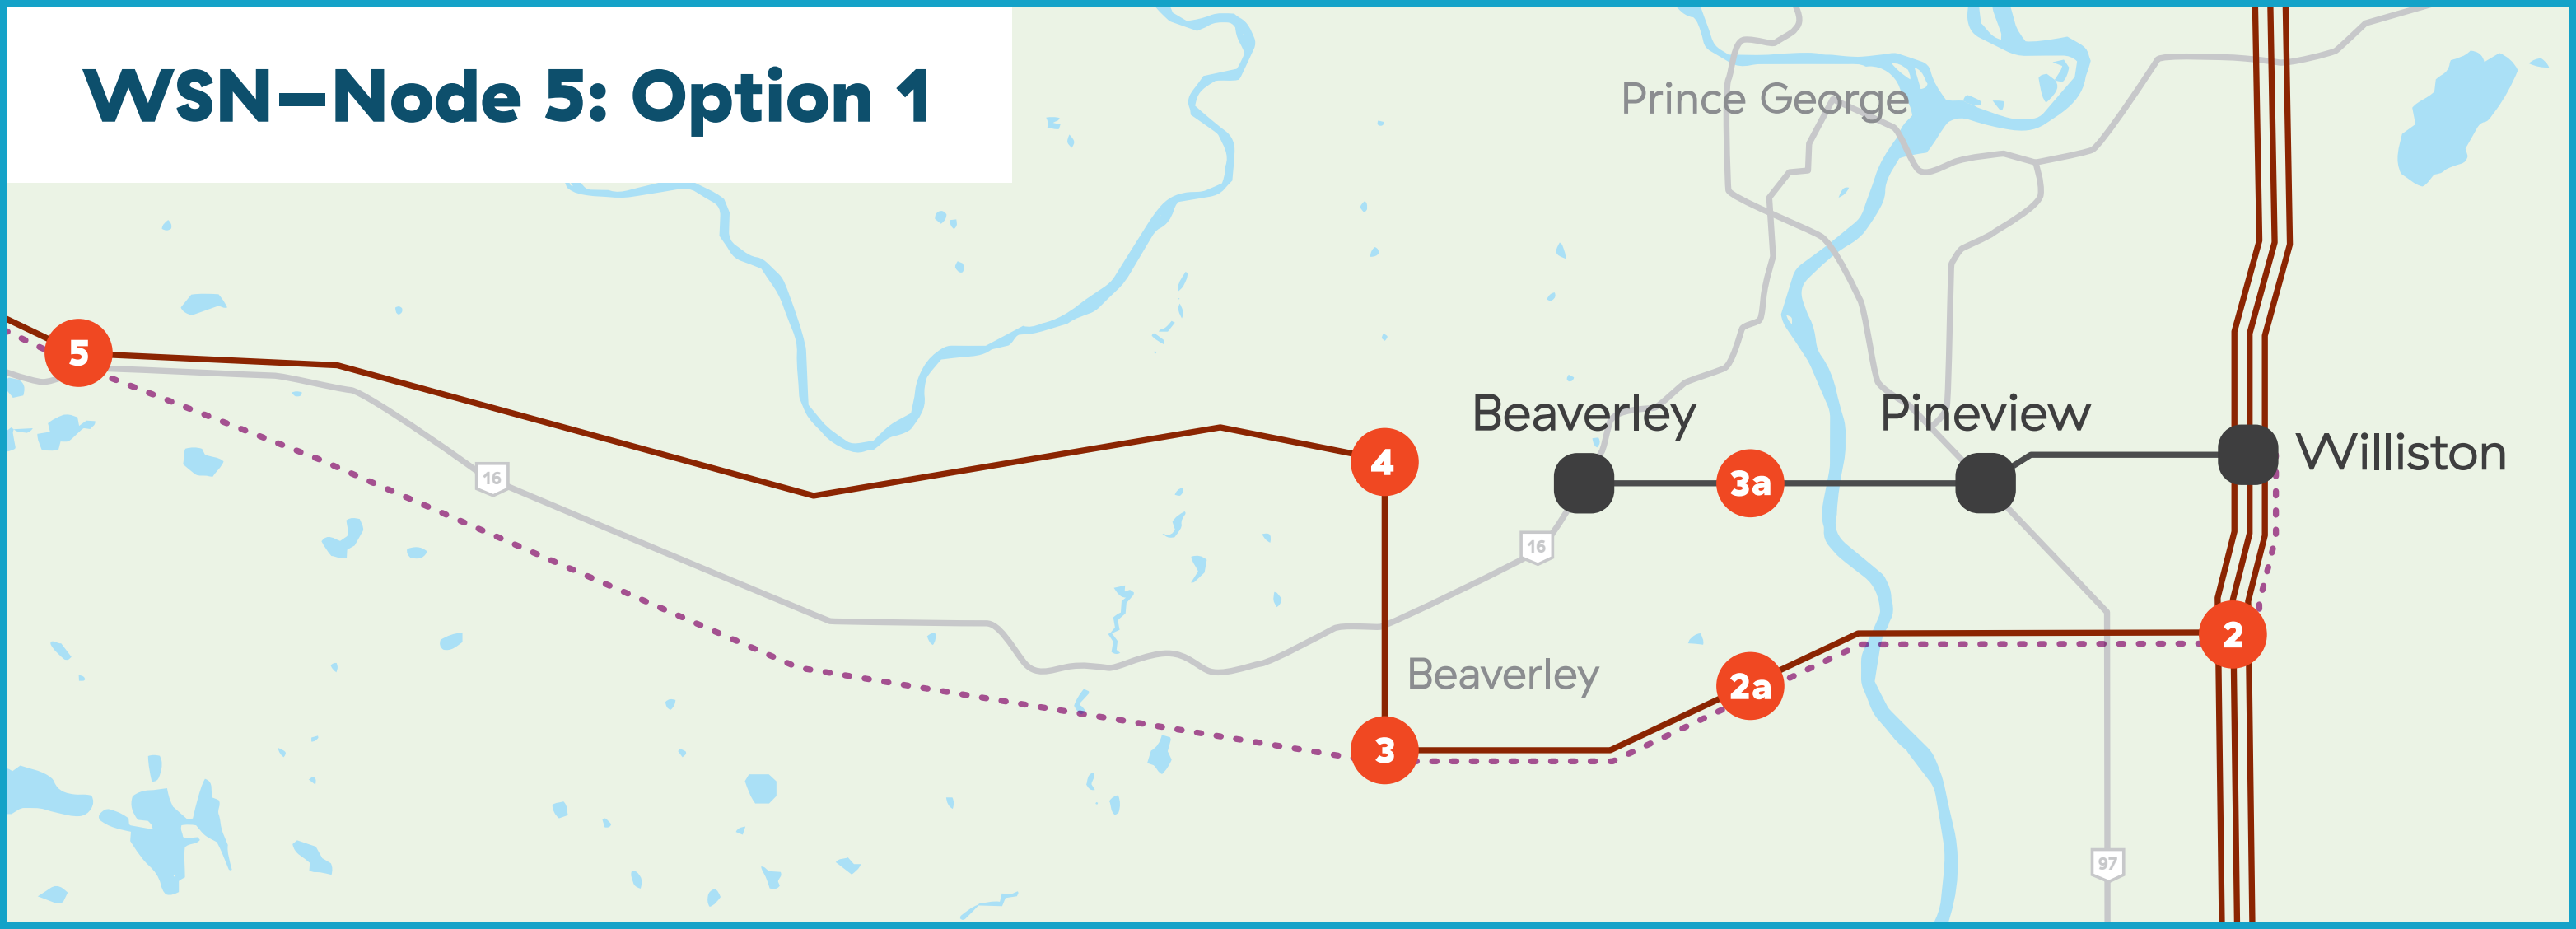 WSN—Node 5: Option 1
Prince George
5
16
4
Beaverley
3a
Pineview
Williston
16
2
Beaverley
2a
3
97